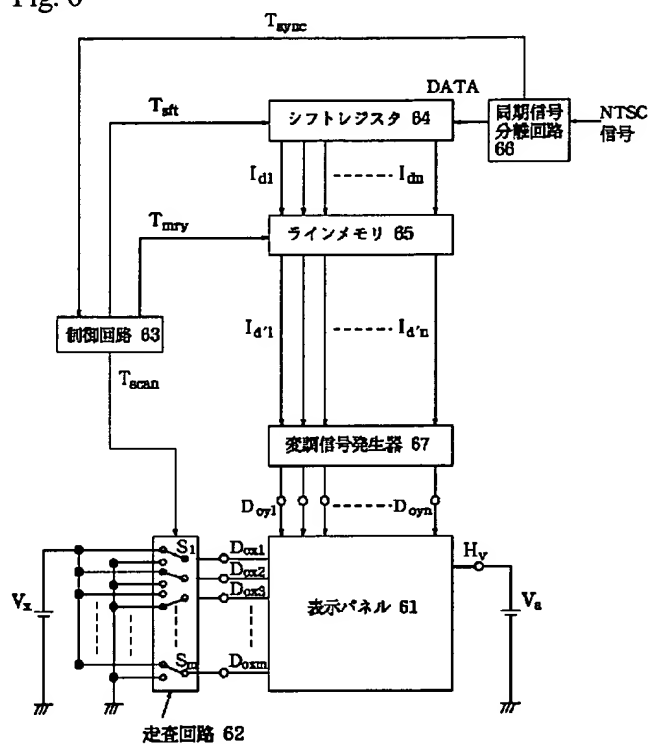 Fig. 6
Tsync
DATA
Tsft
シフトレジスタ 64
同期信号
分離回路
66
NTSC
信号
Id1
Idn
Tmry
ラインメモリ 65
制御回路 63
Id'1
Id'n
Tscan
変調信号発生器 67
Doy1
Doyn
S1
Dox1
Dox2
Dox3
Hv
Vx
表示パネル 61
Va
Sm
Doxm
走査回路 62